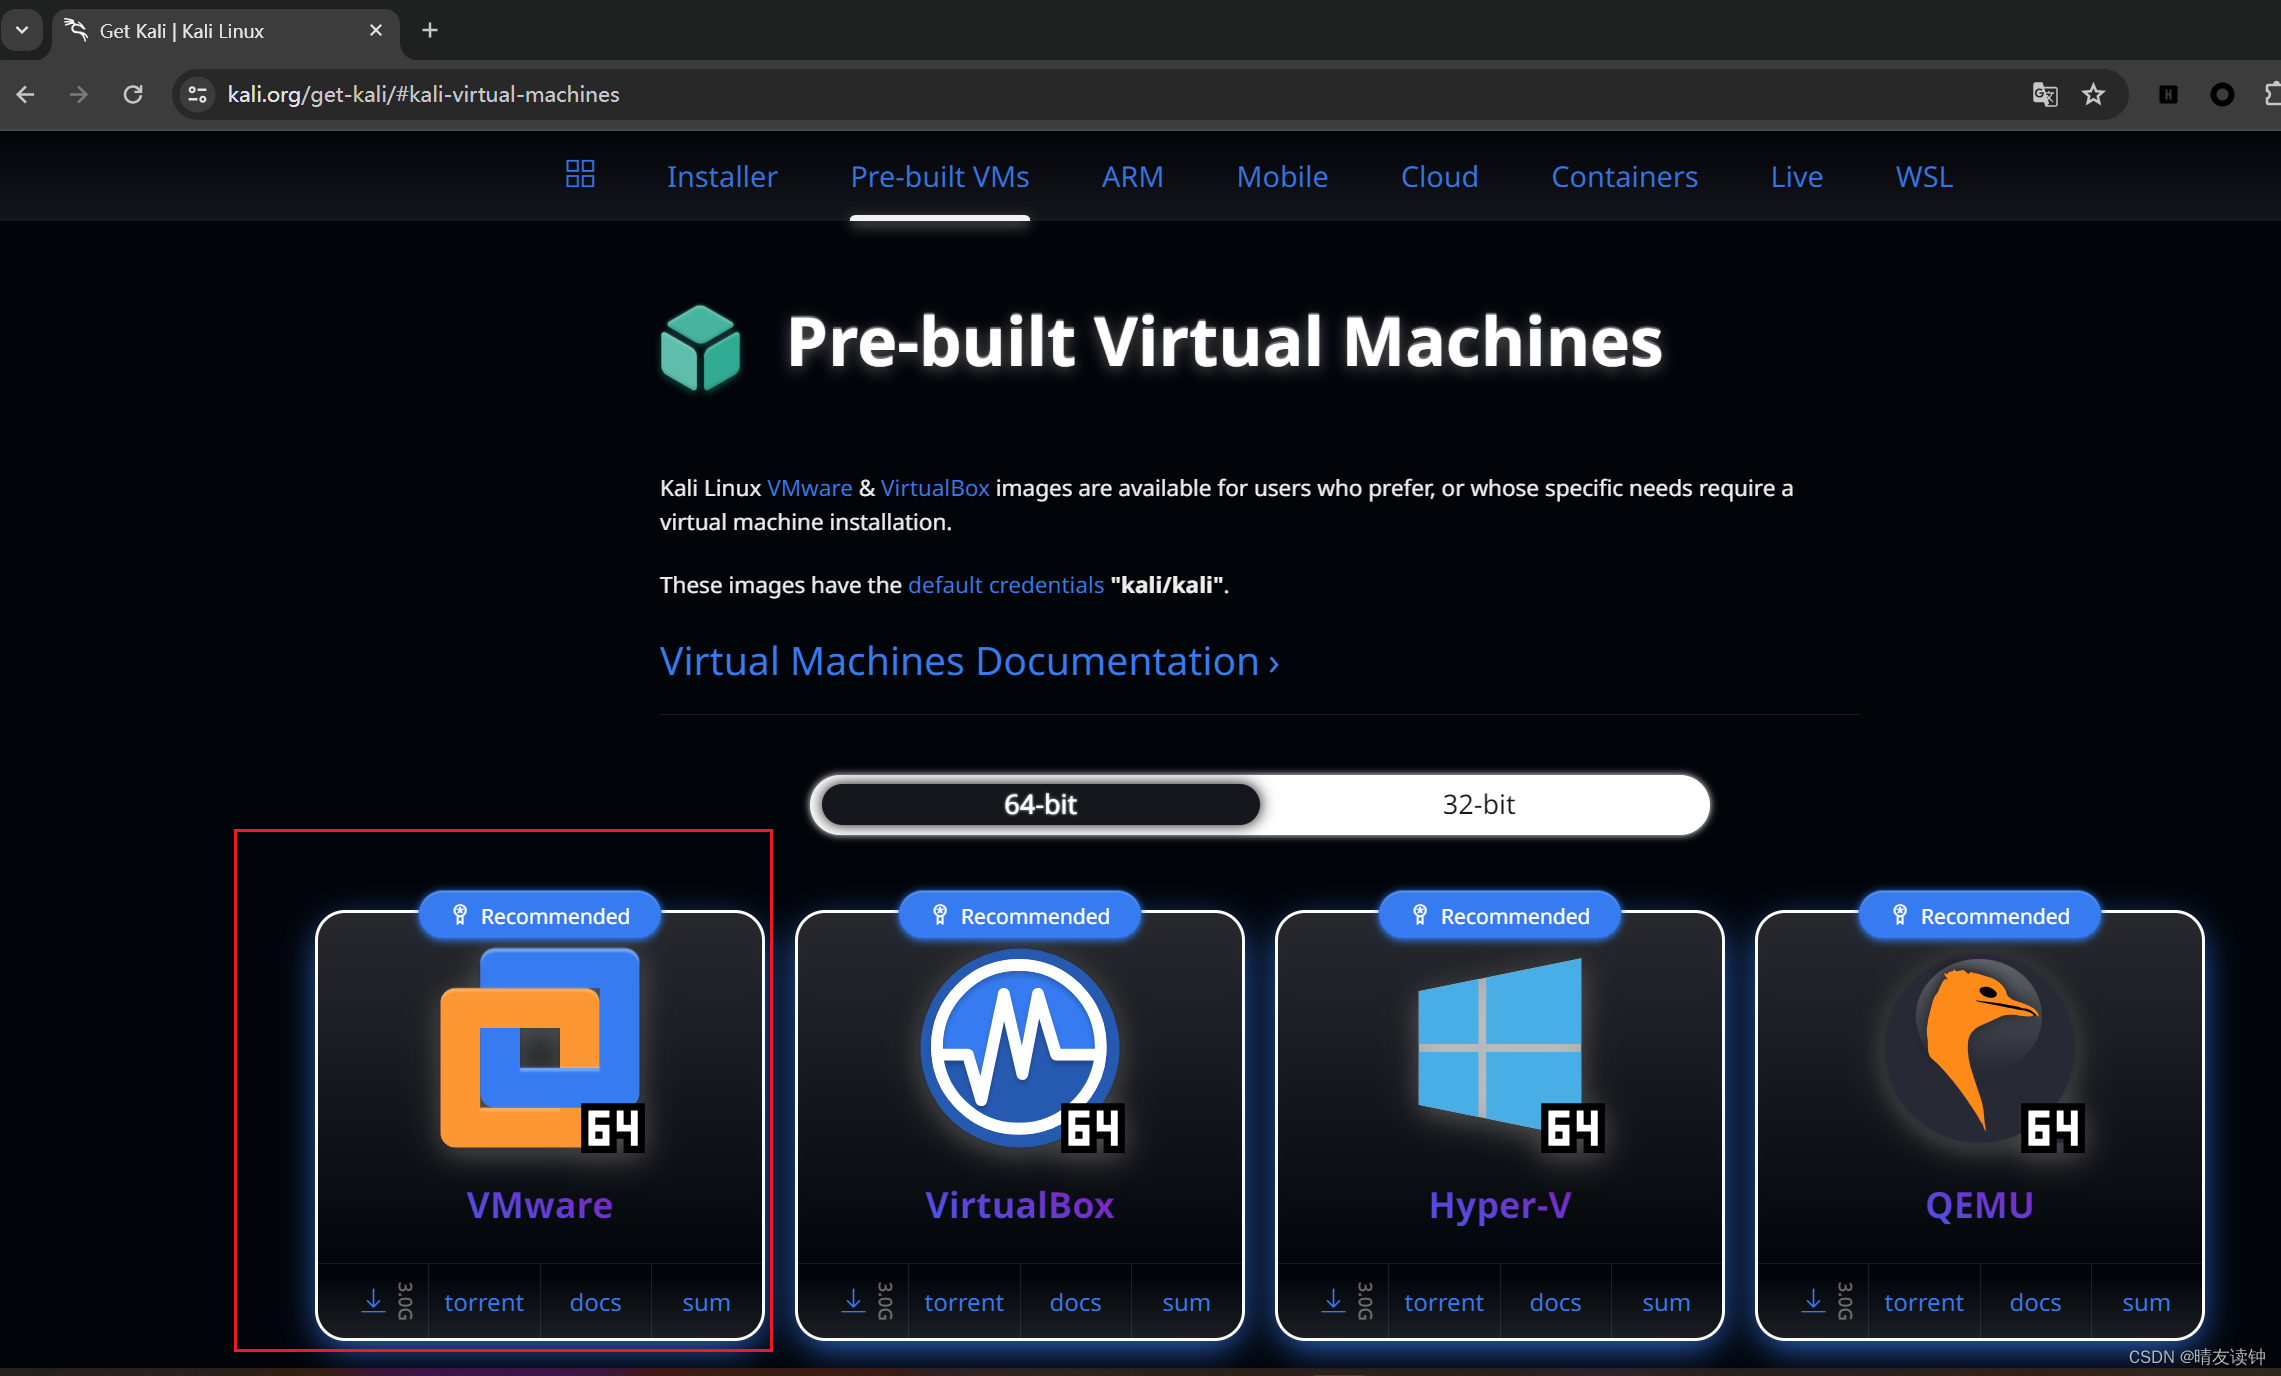 Get Kali | Kali Linux
kali.org/get-kali/#kali-virtual-machines
Installer Pre-built VMs ARM Mobile Cloud Containers Live WSL
Pre-built Virtual Machines
Kali Linux VMware & VirtualBox images are available for users who prefer, or whose specific needs require a
virtual machine installation.
These images have the default credentials "kali/kali".
Virtual Machines Documentation ›
64-bit 32-bit
Recommended Recommended Recommended Recommended
64 64 64 64
VMware VirtualBox Hyper-V QEMU
3.0G torrent docs sum 3.0G torrent docs sum 3.0G torrent docs sum 3.0G torrent docs sum
CSDN @晴友读钟